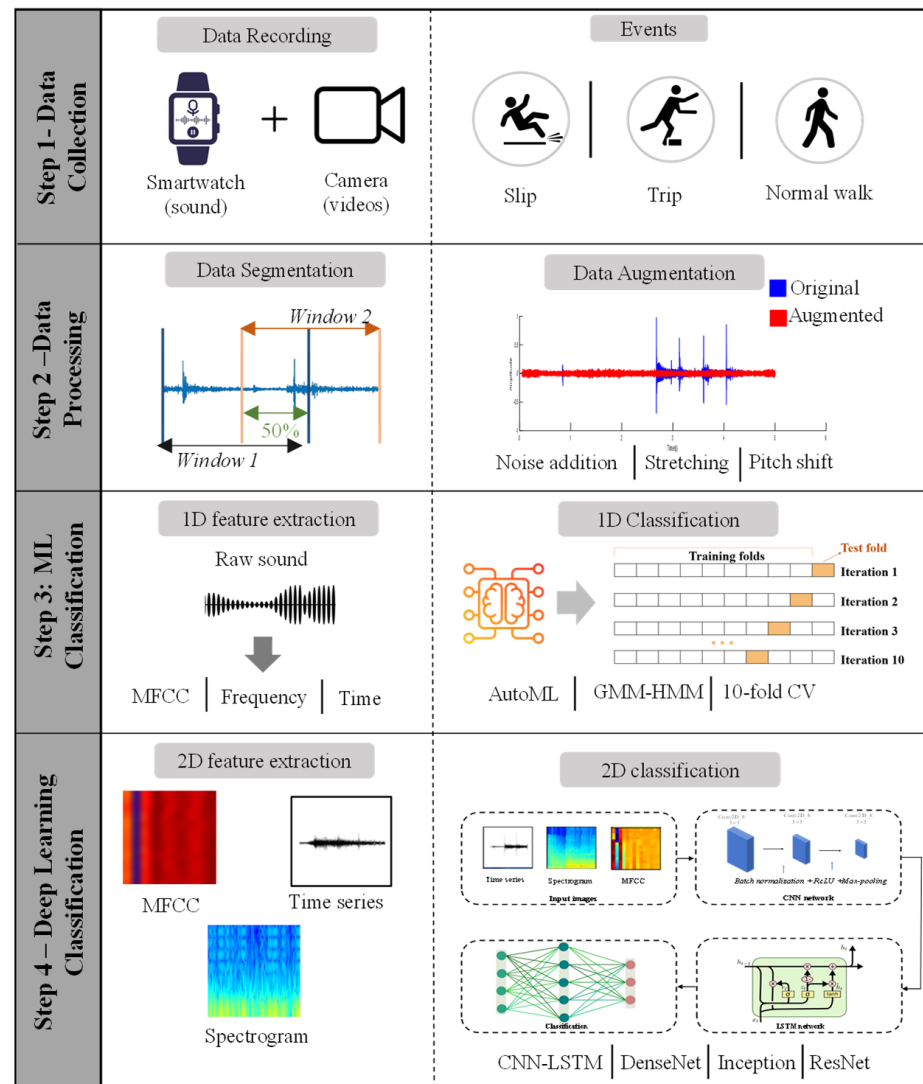 Step 1- Data
Collection
Data Recording
Smartwatch
(sound)
+
Camera
(videos)
Events
Slip
Trip
Normal walk
Step 2 –Data
Processing
Data Segmentation
Window 2
50%
Window 1
Data Augmentation
Original
Augmented
Noise addition
Stretching
Pitch shift
Step 3: ML
Classification
1D feature extraction
Raw sound
MFCC
Frequency
Time
1D Classification
Training folds
Test fold
Iteration 1
Iteration 2
Iteration 3
Iteration 10
AutoML
GMM-HMM
10-fold CV
Step 4 – Deep Learning
Classification
2D feature extraction
MFCC
Time series
Spectrogram
2D classification
Time series
Spectrogram
MFCC
Input images
Batch normalization +ReLU +Max-pooling
CNN network
Classification
tanh
LSTM network
CNN-LSTM
DenseNet
Inception
ResNet